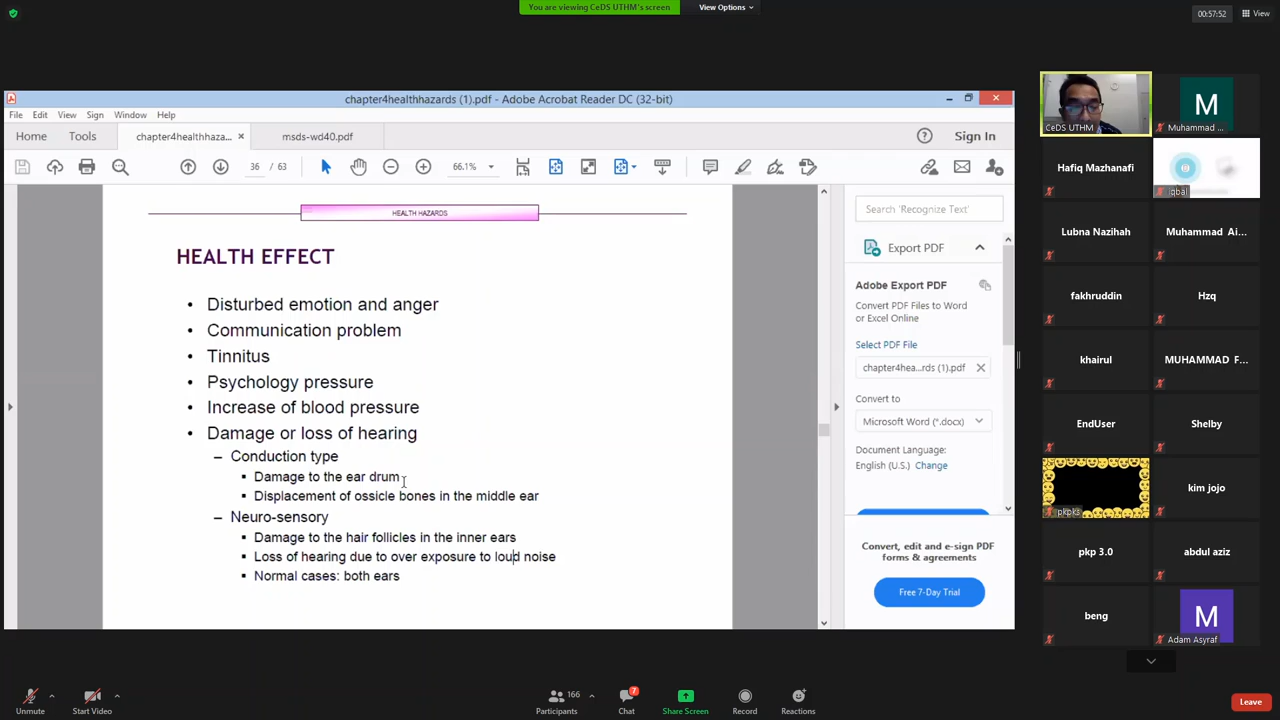 You are viewing CeDS UTHM's screen
View Options
00:57:52
View
chapter4healthhazards (1).pdf - Adobe Acrobat Reader DC (32-bit)
File Edit View Sign Window Help
Home Tools chapter4healthhaza... × msds-wd40.pdf Sign In
36 / 63 66.1%
HEALTH HAZARDS
HEALTH EFFECT
• Disturbed emotion and anger
• Communication problem
• Tinnitus
• Psychology pressure
• Increase of blood pressure
• Damage or loss of hearing
– Conduction type
▪ Damage to the ear drum
▪ Displacement of ossicle bones in the middle ear
– Neuro-sensory
▪ Damage to the hair follicles in the inner ears
▪ Loss of hearing due to over exposure to loud noise
▪ Normal cases: both ears
Search 'Recognize Text'
Export PDF
Adobe Export PDF
Convert PDF Files to Word
or Excel Online
Select PDF File
chapter4hea...rds (1).pdf
Convert to
Microsoft Word (*.docx)
Document Language:
English (U.S.) Change
Convert, edit and e-sign PDF
forms & agreements
Free 7-Day Trial
CeDS UTHM
M
Muhammad ...
Hafiq Mazhanafi
iqbal
Lubna Nazihah
Muhammad Ai...
fakhruddin
Hzq
khairul
MUHAMMAD F...
EndUser
Shelby
pkpks
kim jojo
pkp 3.0
abdul aziz
beng
M
Adam Asyraf
Unmute
Start Video
166
Participants
7
Chat
Share Screen
Record
Reactions
Leave